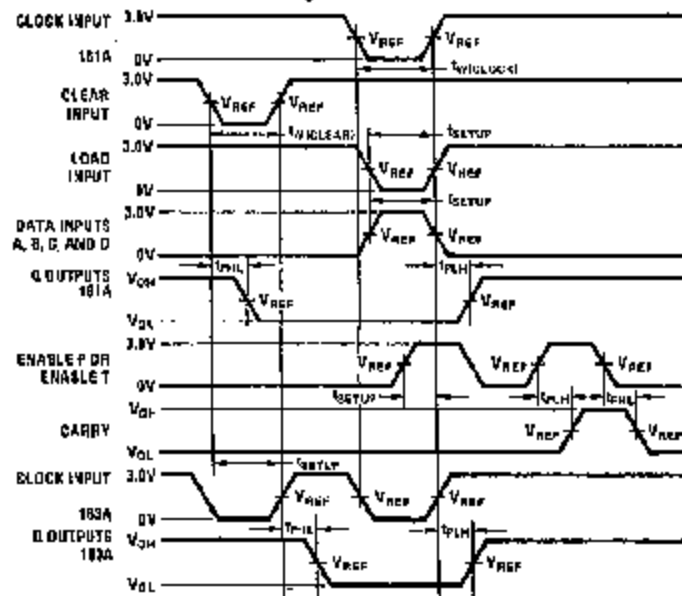 CLOCK INPUT 3.0V VREF VREF
161A 0V tW(CLOCK)
3.0V
CLEAR INPUT VREF VREF
0V tW(CLEAR) tSETUP
3.0V
LOAD INPUT VREF VREF
0V tSETUP
3.0V
DATA INPUTS A, B, C, AND D VREF VREF
0V
tPHL tPLH
Q OUTPUTS 161A VOH
VREF VREF
VOL
3.0V
ENABLE P OR ENABLE T VREF VREF VREF
0V tSETUP tPLH tPHL
VOH
CARRY VREF VREF
VOL
tSETUP
CLOCK INPUT 3.0V
163A VREF VREF VREF
0V
tPHL tPLH
Q OUTPUTS 163A VOH
VREF VREF
VOL